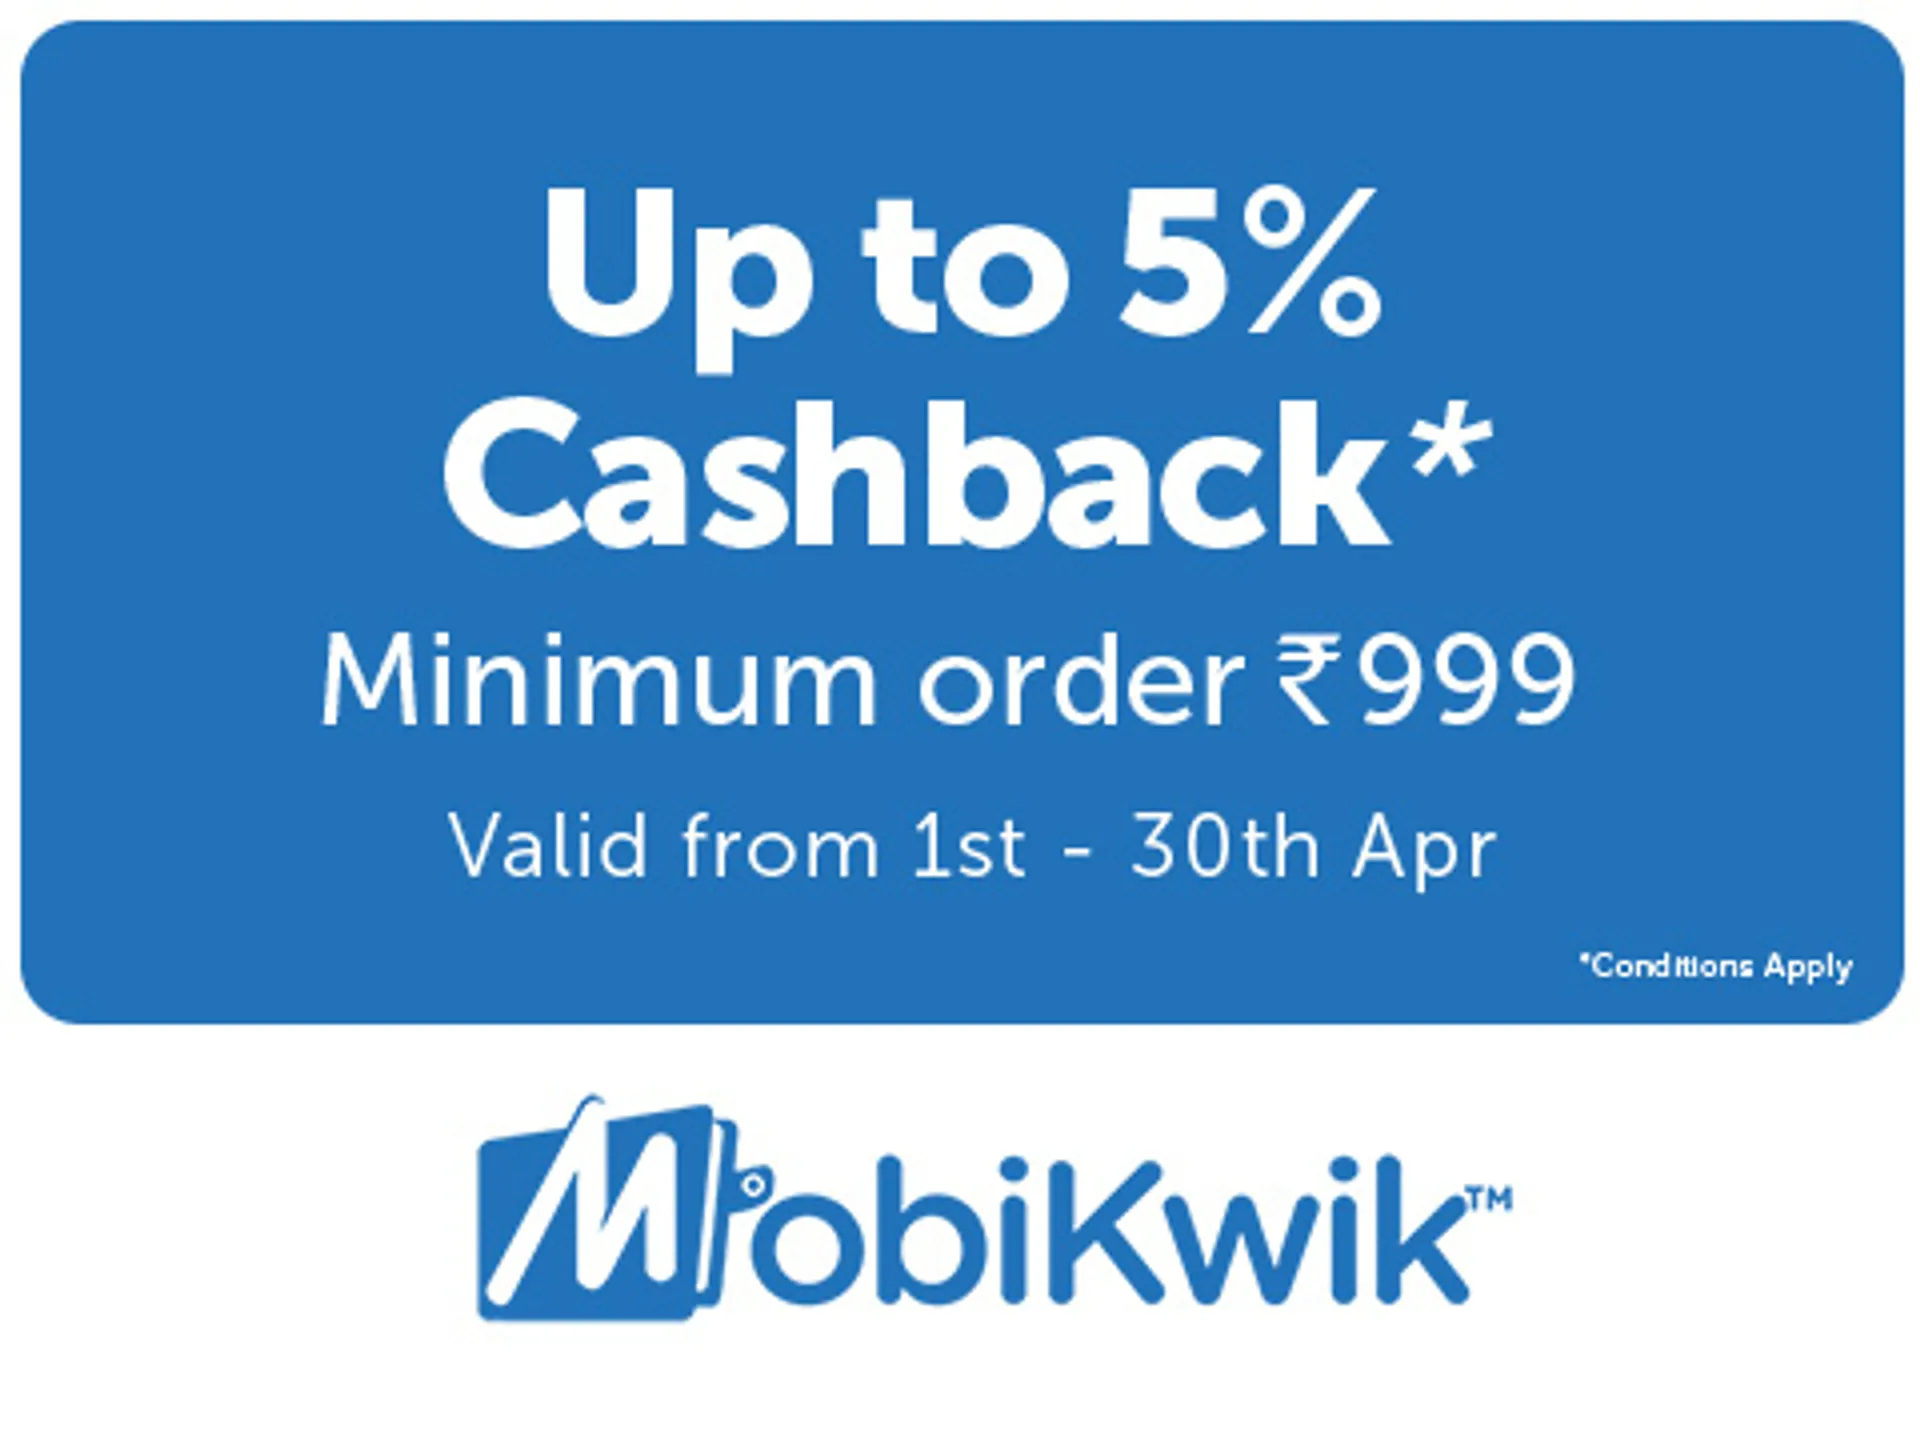 Up to 5%
Cashback*
Minimum order ₹999
Valid from 1st - 30th Apr
*Conditions Apply
MobiKwik™